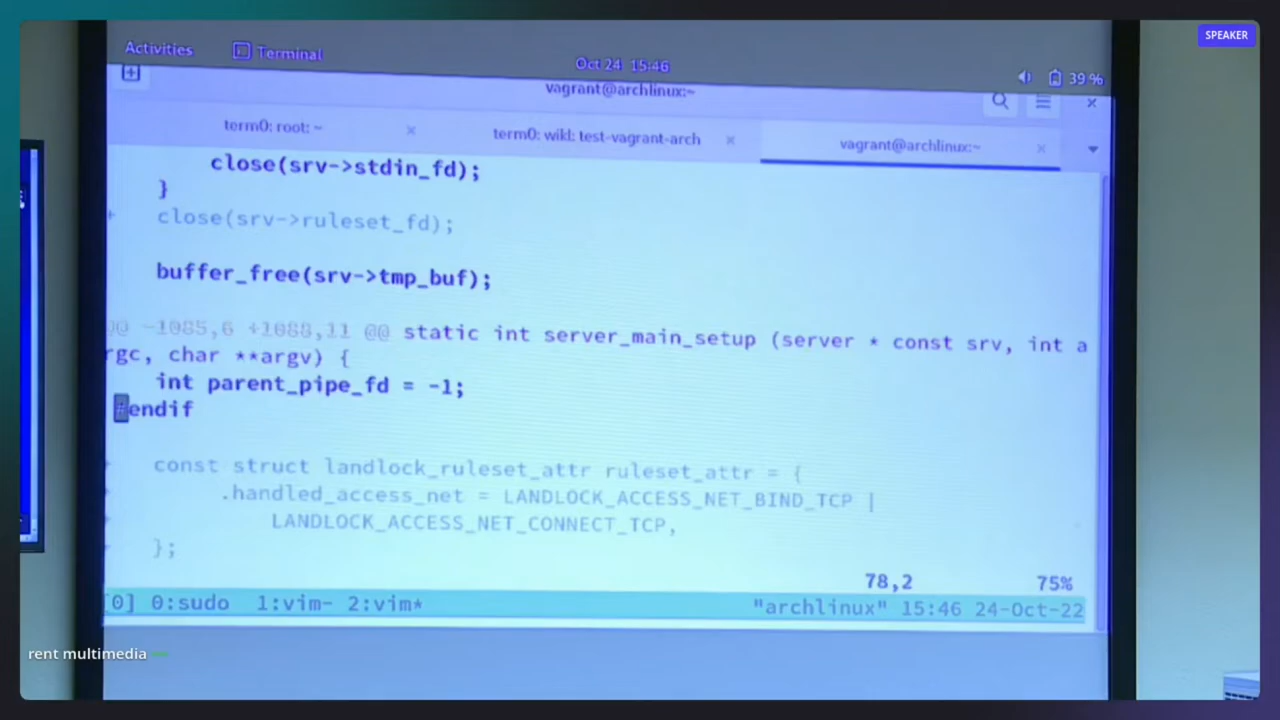 SPEAKER
Activities Terminal
Oct 24 15:46
39 %
vagrant@archlinux:~
term0: root: ~ × term0: wiki: test-vagrant-arch × vagrant@archlinux:~ ×
close(srv->stdin_fd);
}
+ close(srv->ruleset_fd);
buffer_free(srv->tmp_buf);
@@ -1085,6 +1088,11 @@ static int server_main_setup (server * const srv, int a
rgc, char **argv) {
int parent_pipe_fd = -1;
#endif
+ const struct landlock_ruleset_attr ruleset_attr = {
+ .handled_access_net = LANDLOCK_ACCESS_NET_BIND_TCP |
+ LANDLOCK_ACCESS_NET_CONNECT_TCP,
+ };
78,2 75%
[0] 0:sudo 1:vim- 2:vim* "archlinux" 15:46 24-Oct-22
rent multimedia